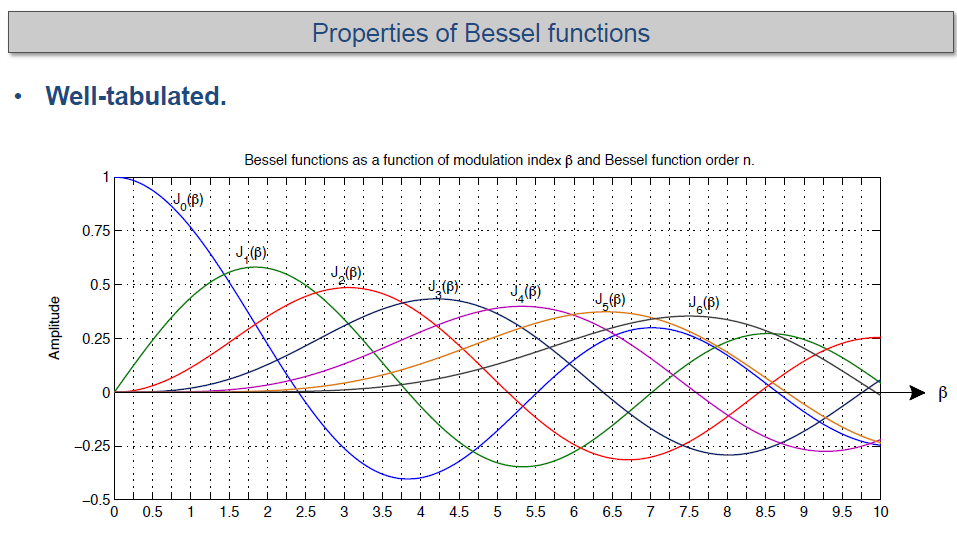 Properties of Bessel functions
• Well-tabulated.
Bessel functions as a function of modulation index β and Bessel function order n.
Amplitude
1
0.75
0.5
0.25
0
−0.25
−0.5
J0(β)
J1(β)
J2(β)
J3(β)
J4(β)
J5(β)
J6(β)
β
0 0.5 1 1.5 2 2.5 3 3.5 4 4.5 5 5.5 6 6.5 7 7.5 8 8.5 9 9.5 10